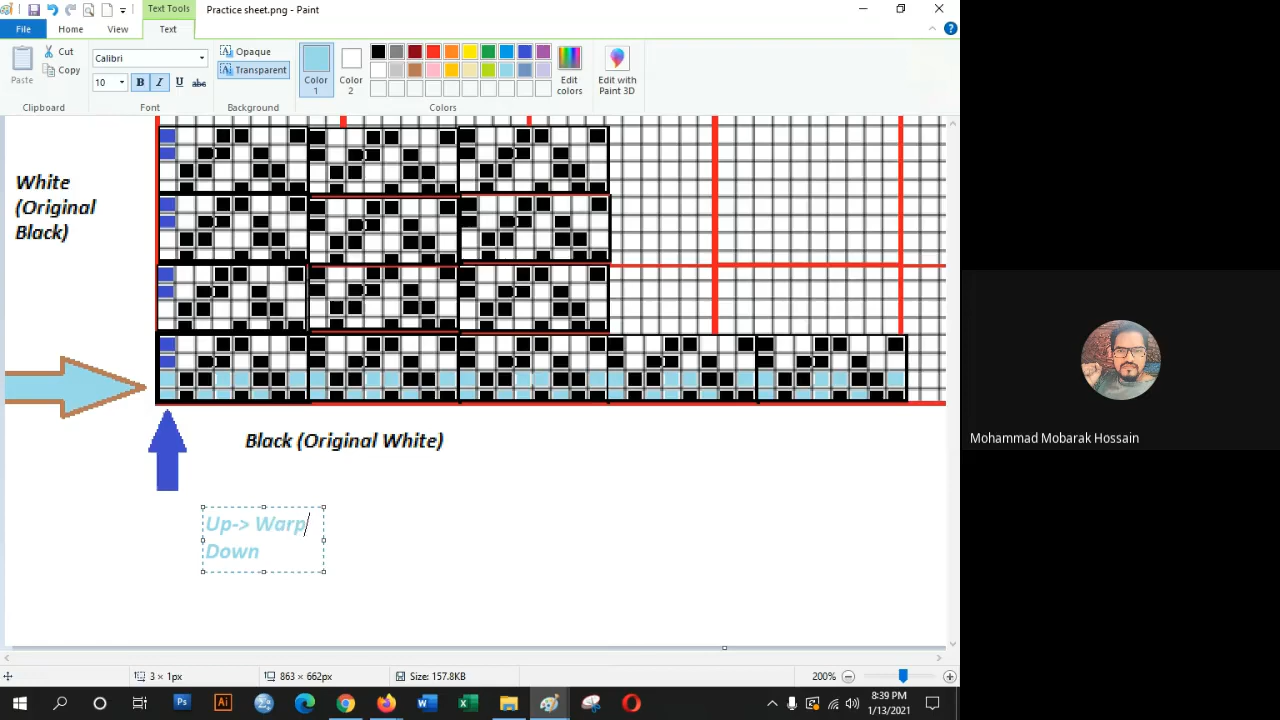 Text Tools
Practice sheet.png - Paint
File
Home
View
Text
Paste
Cut
Copy
Clipboard
Calibri
10
B
I
U
abc
Font
Opaque
Transparent
Background
Color
1
Color
2
Edit
colors
Edit with
Paint 3D
Colors
White
(Original
Black)
Black (Original White)
Up-> Warp
Down
Mohammad Mobarak Hossain
3 × 1px
863 × 662px
Size: 157.8KB
200%
Ps
Ai
8:39 PM
1/13/2021